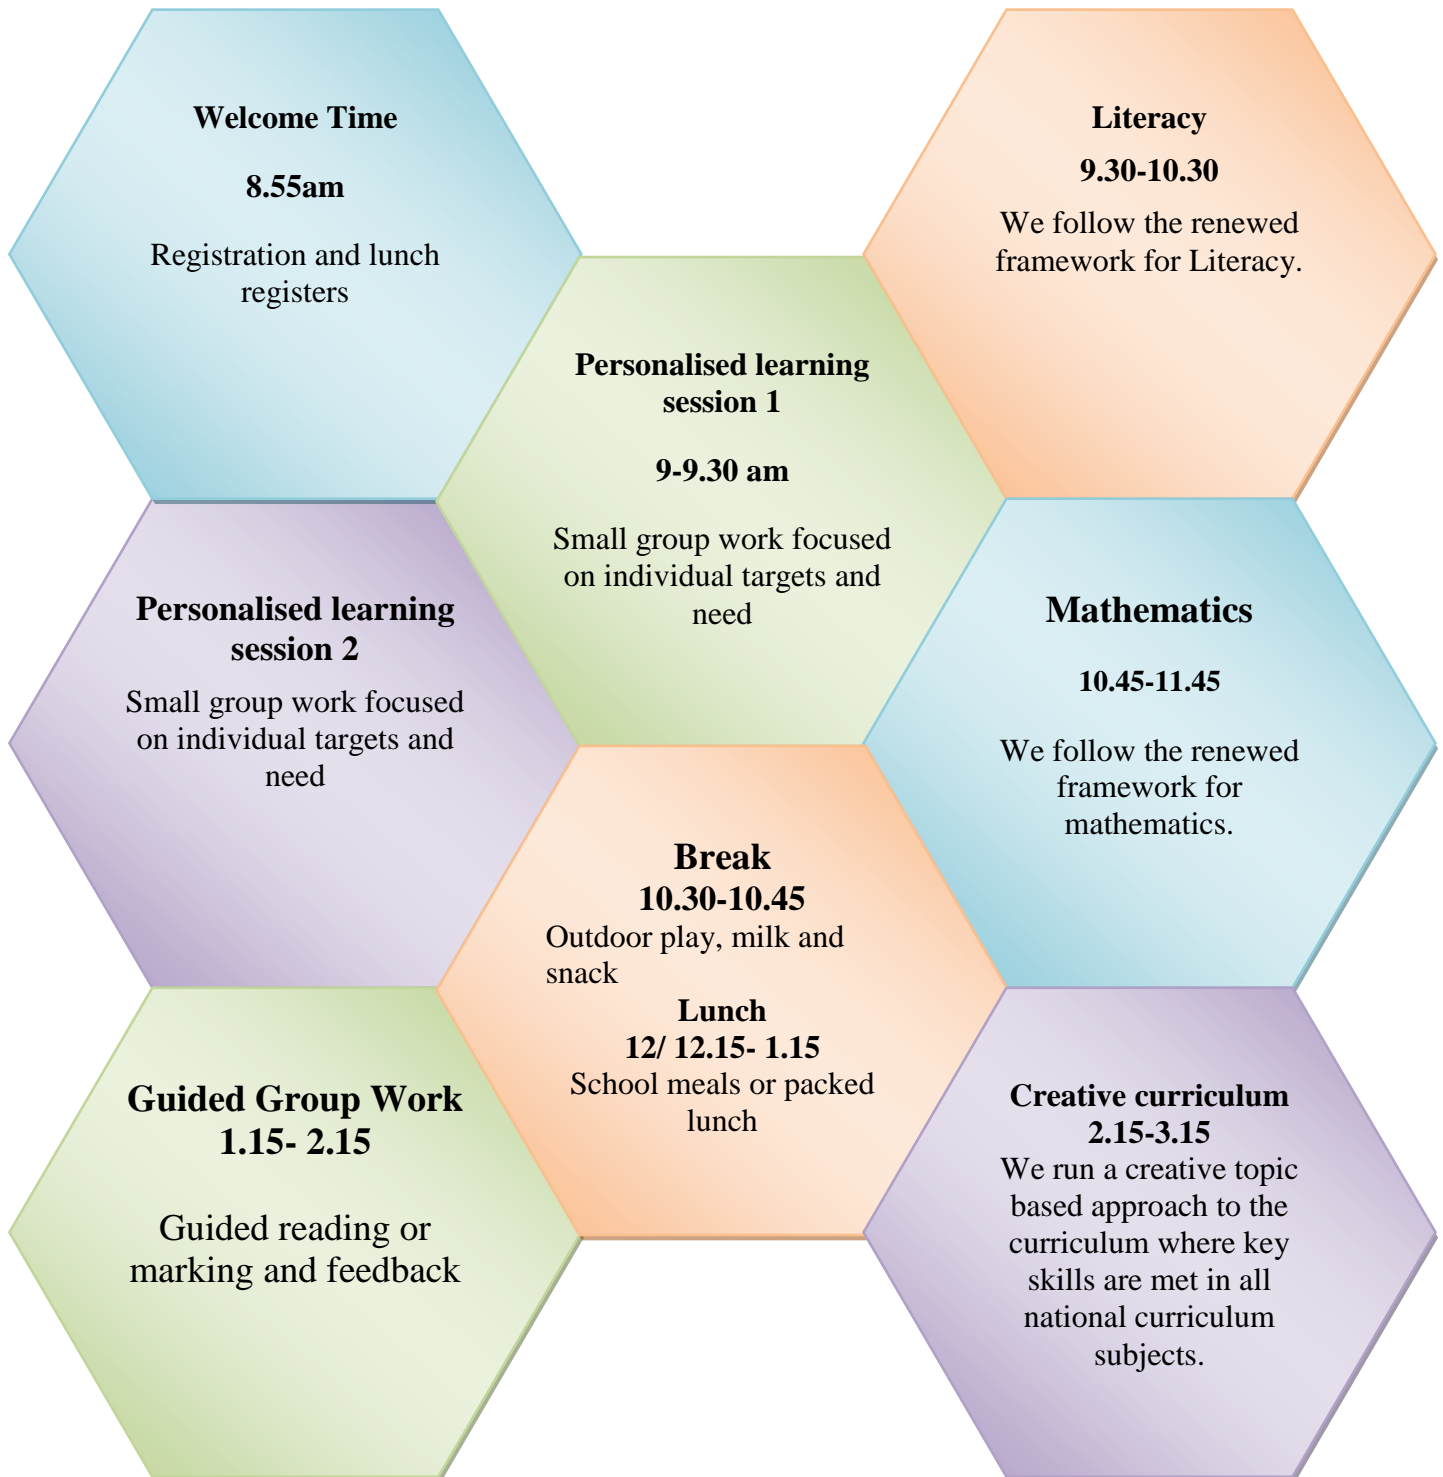 Welcome Time
8.55am
Registration and lunch
registers
Literacy
9.30-10.30
We follow the renewed
framework for Literacy.
Personalised learning
session 1
9-9.30 am
Small group work focused
on individual targets and
need
Personalised learning
session 2
Small group work focused
on individual targets and
need
Mathematics
10.45-11.45
We follow the renewed
framework for
mathematics.
Break
10.30-10.45
Outdoor play, milk and
snack
Lunch
12/ 12.15- 1.15
School meals or packed
lunch
Guided Group Work
1.15- 2.15
Guided reading or
marking and feedback
Creative curriculum
2.15-3.15
We run a creative topic
based approach to the
curriculum where key
skills are met in all
national curriculum
subjects.